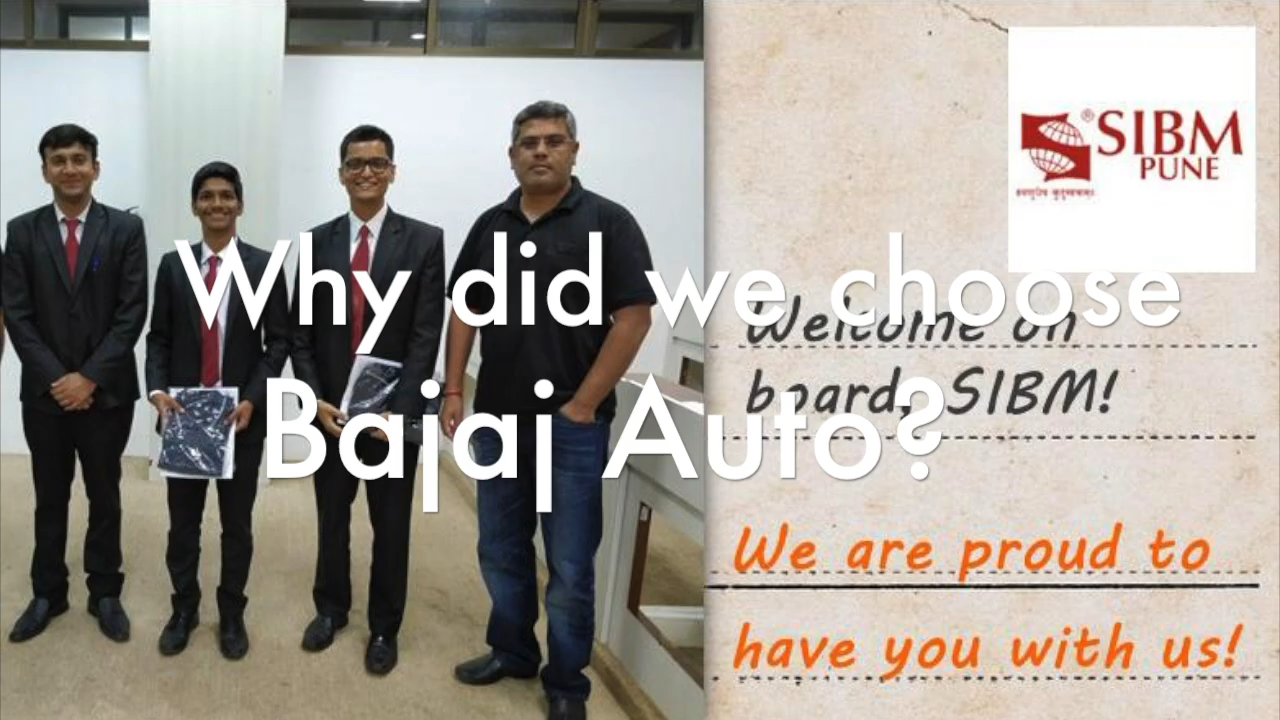 SIBM
PUNE
Why did we choose
Bajaj Auto?
Welcome on
board, SIBM!
We are proud to
have you with us!